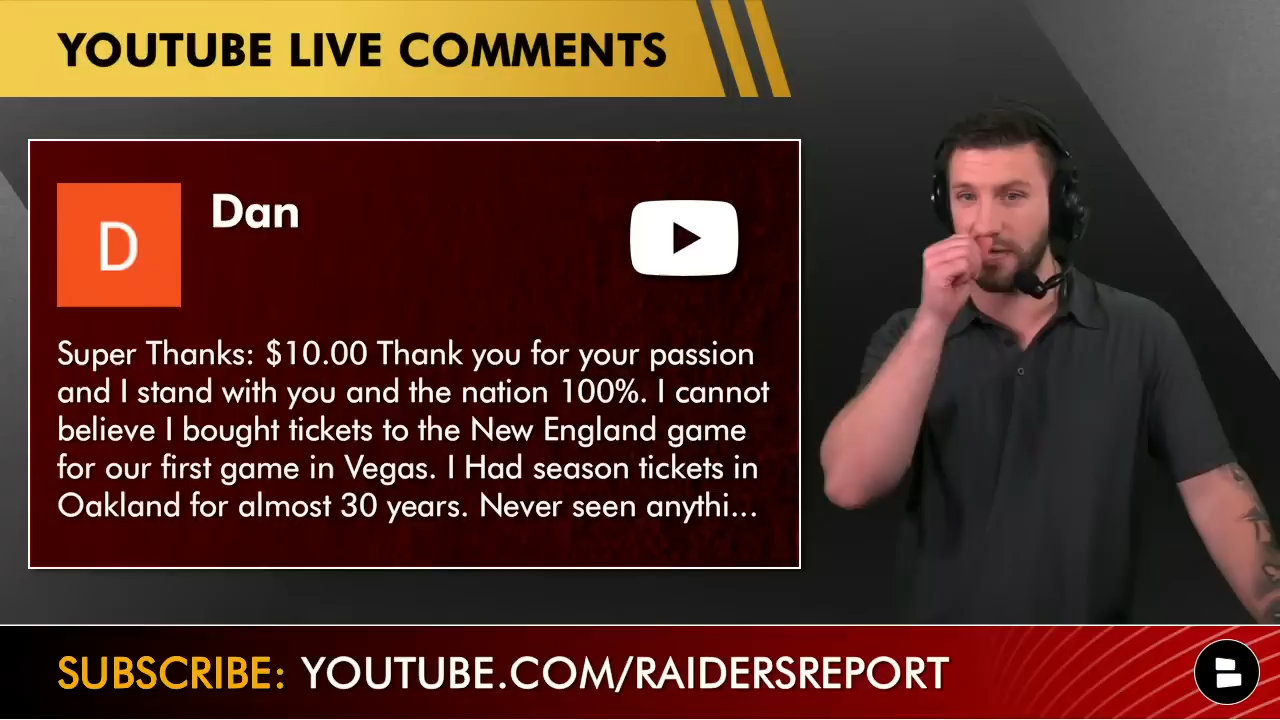 YOUTUBE LIVE COMMENTS
D
Dan
Super Thanks: $10.00 Thank you for your passion
and I stand with you and the nation 100%. I cannot
believe I bought tickets to the New England game
for our first game in Vegas. I Had season tickets in
Oakland for almost 30 years. Never seen anythi...
SUBSCRIBE: YOUTUBE.COM/RAIDERSREPORT